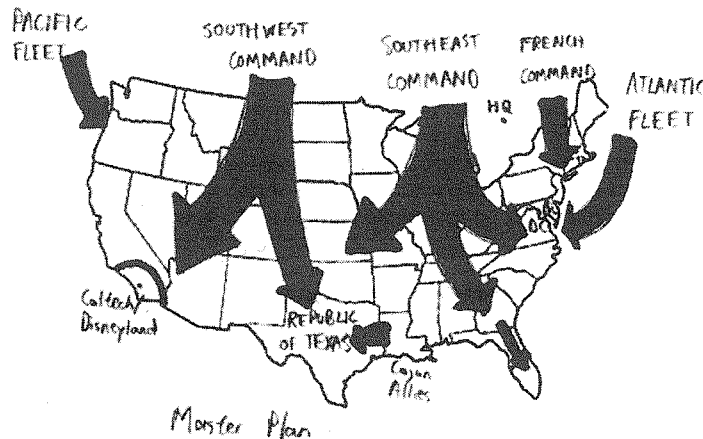 PACIFIC
FLEET
SOUTHWEST
COMMAND
SOUTHEAST
COMMAND
FRENCH
COMMAND
HQ
ATLANTIC
FLEET
DC
Caltech/
Disneyland
REPUBLIC
of TEXAS
Cajun
Allies
Master Plan